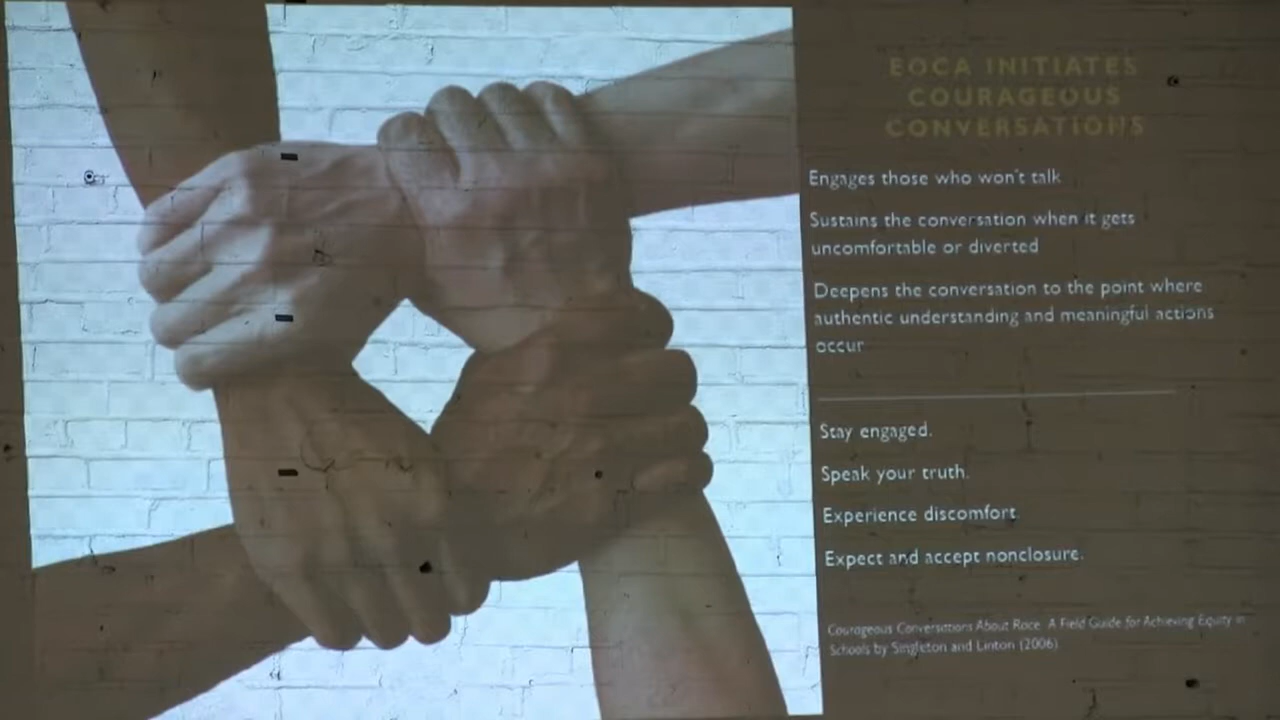 EOCA INITIATES
COURAGEOUS
CONVERSATIONS
Engages those who won't talk
Sustains the conversation when it gets
uncomfortable or diverted
Deepens the conversation to the point where
authentic understanding and meaningful actions
occur
Stay engaged.
Speak your truth.
Experience discomfort
Expect and accept nonclosure.
Courageous Conversations About Race A Field Guide for Achieving Equity in
Schools by Singleton and Linton (2006)